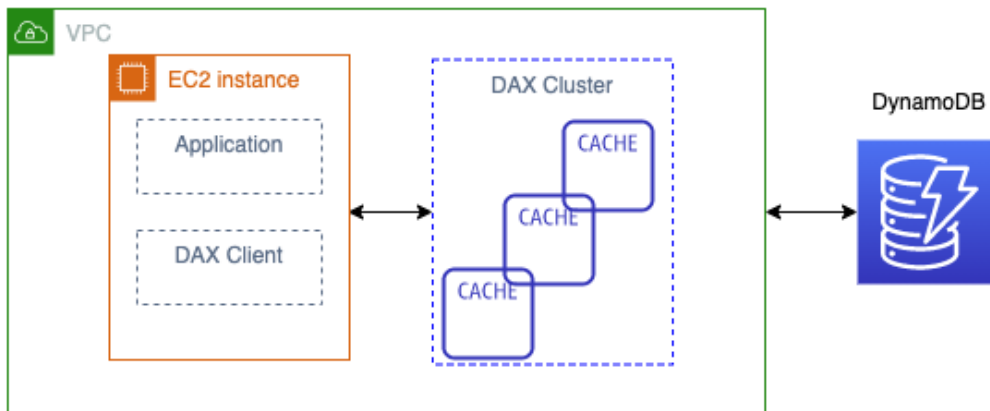 VPC
EC2 instance
Application
DAX Client
DAX Cluster
CACHE
CACHE
CACHE
DynamoDB